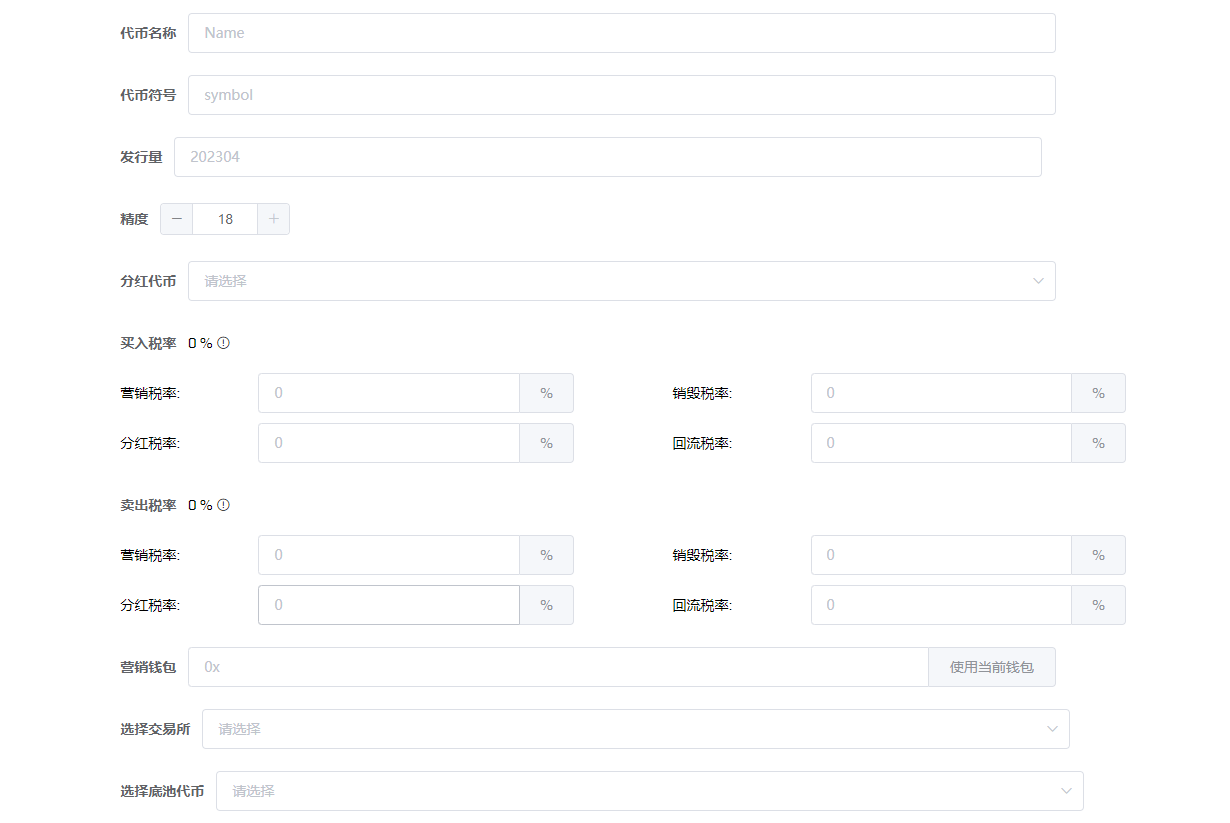 代币名称 Name
代币符号 symbol
发行量 202304
精度 − 18 +
分红代币 请选择
买入税率 0 %
营销税率: 0 % 销毁税率: 0 %
分红税率: 0 % 回流税率: 0 %
卖出税率 0 %
营销税率: 0 % 销毁税率: 0 %
分红税率: 0 % 回流税率: 0 %
营销钱包 0x 使用当前钱包
选择交易所 请选择
选择底池代币 请选择